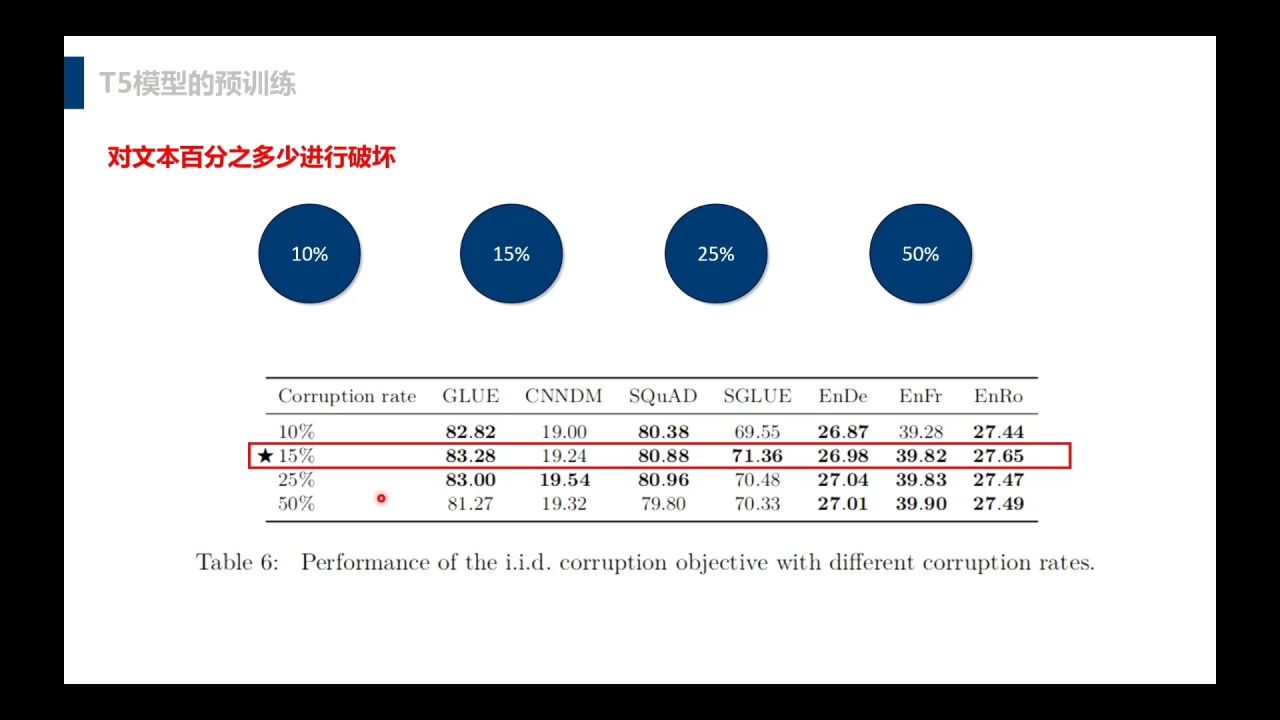 T5模型的预训练
对文本百分之多少进行破坏
10% 15% 25% 50%
Corruption rate GLUE CNNDM SQuAD SGLUE EnDe EnFr EnRo
10% 82.82 19.00 80.38 69.55 26.87 39.28 27.44
★ 15% 83.28 19.24 80.88 71.36 26.98 39.82 27.65
25% 83.00 19.54 80.96 70.48 27.04 39.83 27.47
50% 81.27 19.32 79.80 70.33 27.01 39.90 27.49
Table 6: Performance of the i.i.d. corruption objective with different corruption rates.